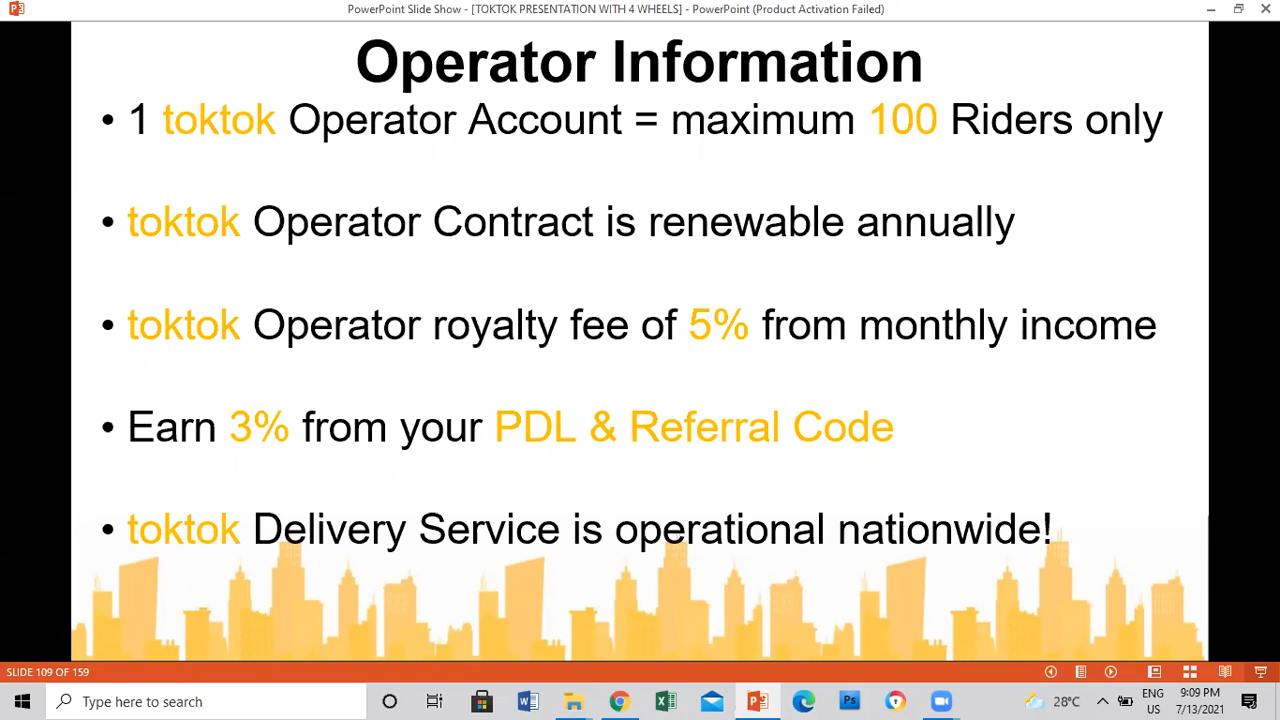 PowerPoint Slide Show - [TOKTOK PRESENTATION WITH 4 WHEELS] - PowerPoint (Product Activation Failed)
Operator Information
• 1 toktok Operator Account = maximum 100 Riders only
• toktok Operator Contract is renewable annually
• toktok Operator royalty fee of 5% from monthly income
• Earn 3% from your PDL & Referral Code
• toktok Delivery Service is operational nationwide!
SLIDE 109 OF 159
Type here to search
28°C
ENG
US
9:09 PM
7/13/2021